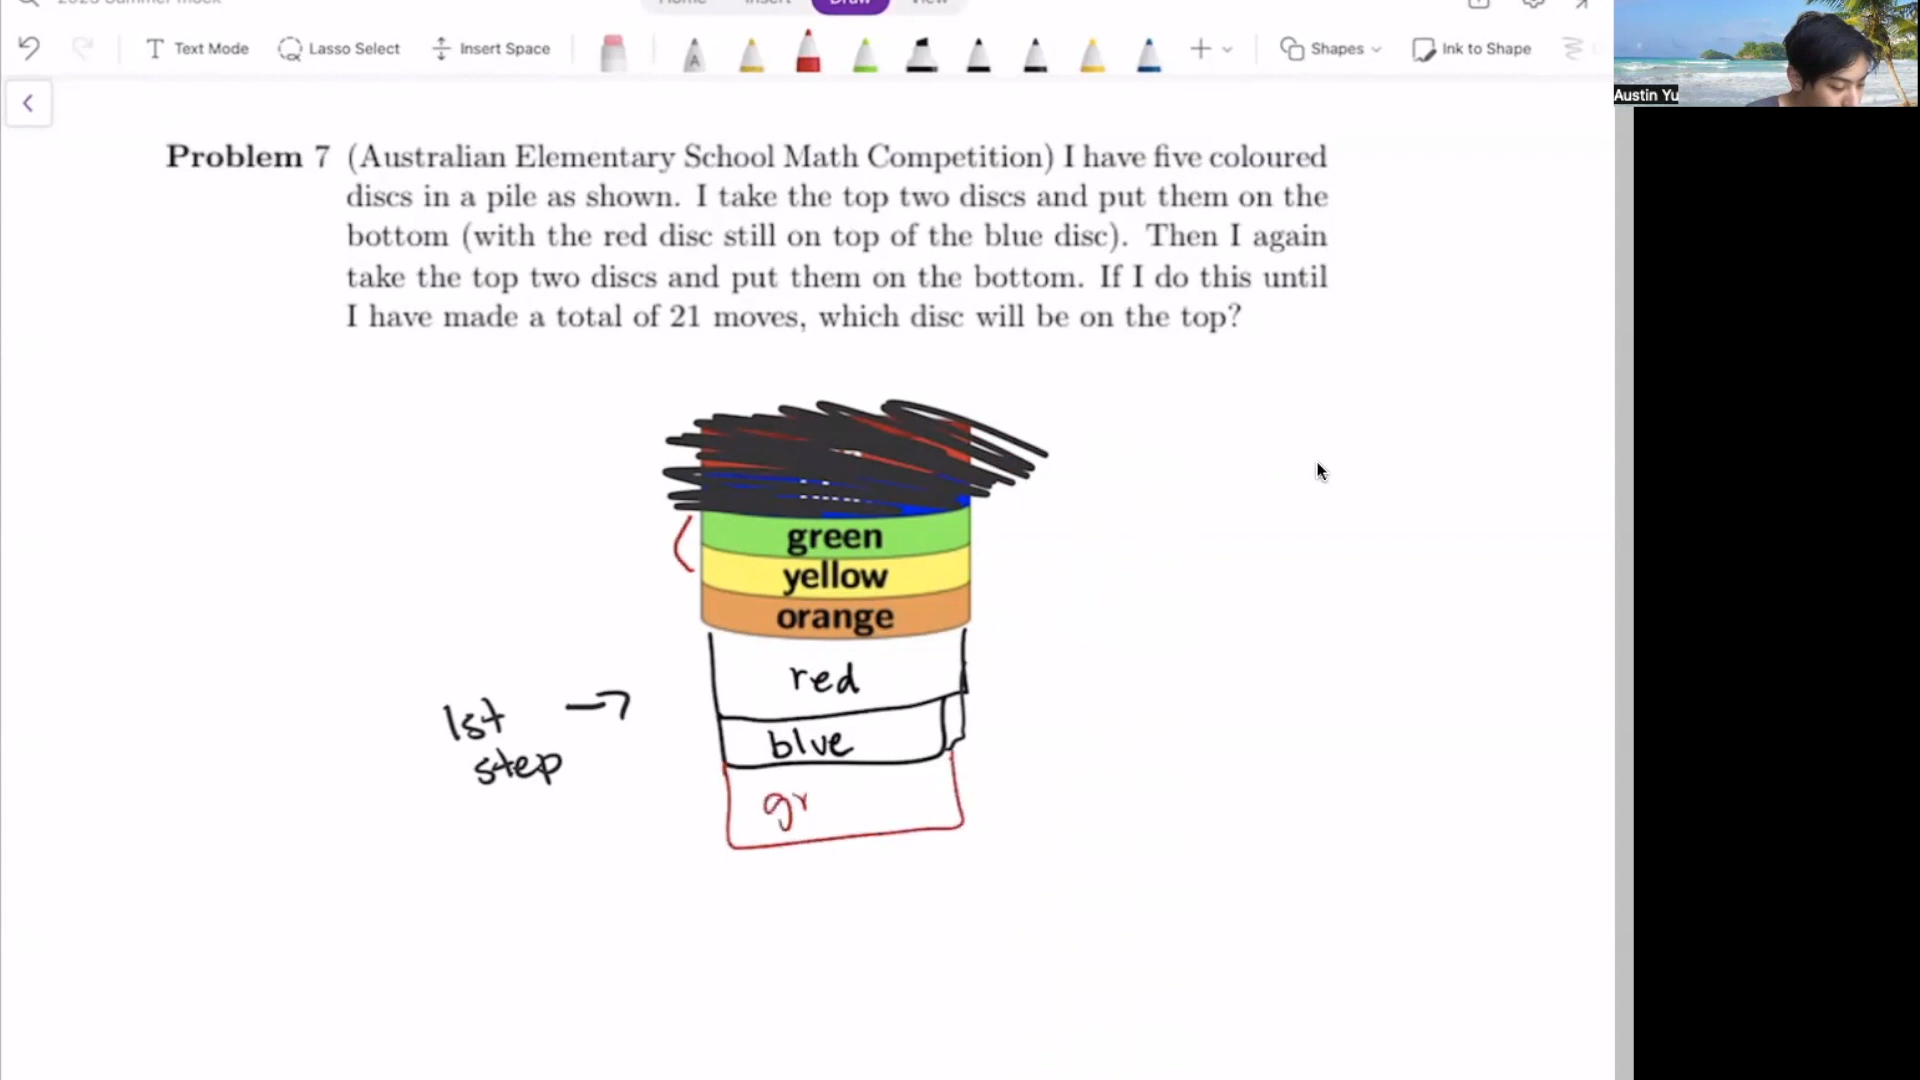 Text Mode Lasso Select Insert Space A Shapes Ink to Shape
Austin Yu
Problem 7 (Australian Elementary School Math Competition) I have five coloured
discs in a pile as shown. I take the top two discs and put them on the
bottom (with the red disc still on top of the blue disc). Then I again
take the top two discs and put them on the bottom. If I do this until
I have made a total of 21 moves, which disc will be on the top?
green
yellow
orange
red
1st
blue
step
gr